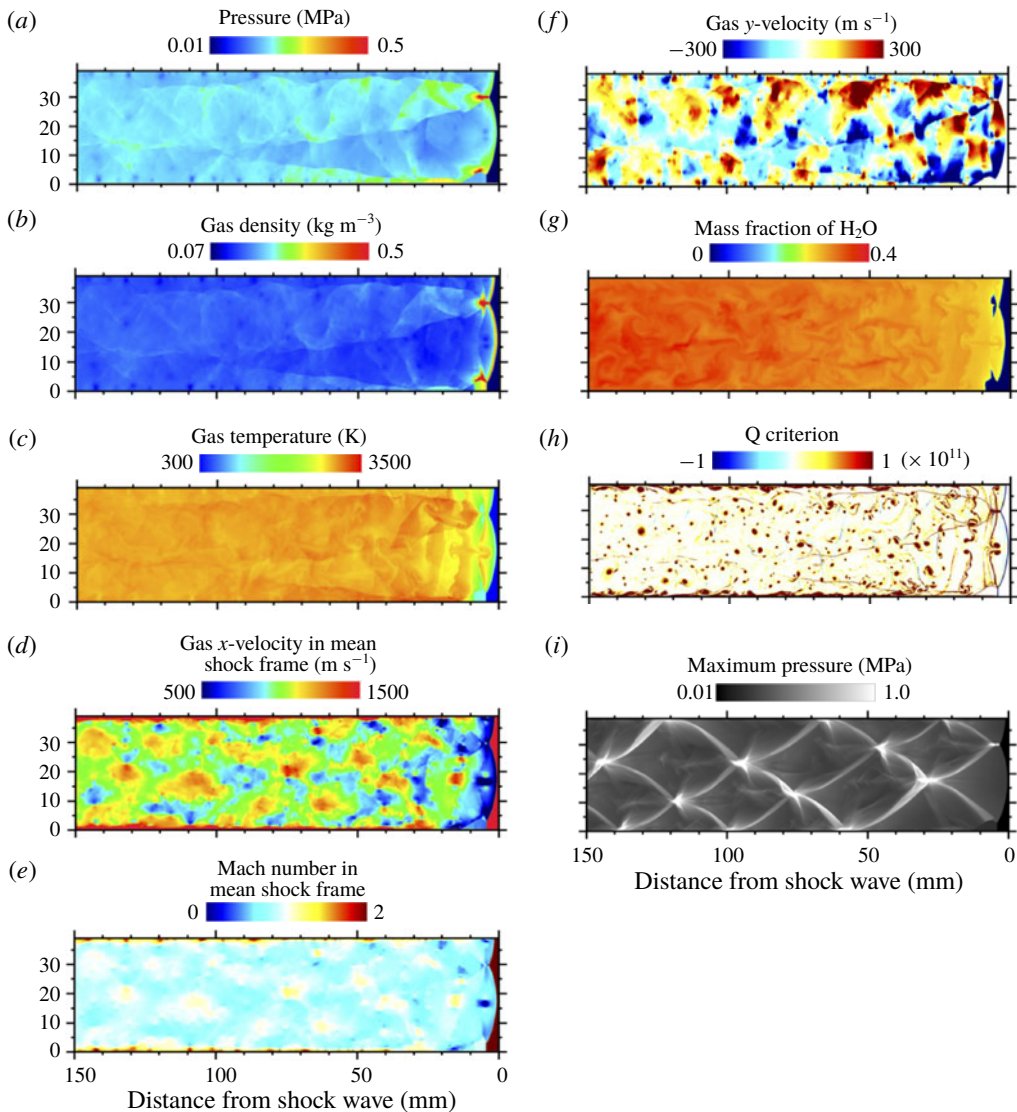 (a)
Pressure (MPa)
0.01 0.5
30
20
10
0
(b)
Gas density (kg m⁻³)
0.07 0.5
30
20
10
0
(c)
Gas temperature (K)
300 3500
30
20
10
0
(d)
Gas x-velocity in mean
shock frame (m s⁻¹)
500 1500
30
20
10
0
(e)
Mach number in
mean shock frame
0 2
30
20
10
0
150 100 50 0
Distance from shock wave (mm)
(f)
Gas y-velocity (m s⁻¹)
−300 300
(g)
Mass fraction of H₂O
0 0.4
(h)
Q criterion
−1 1 (× 10¹¹)
(i)
Maximum pressure (MPa)
0.01 1.0
150 100 50 0
Distance from shock wave (mm)